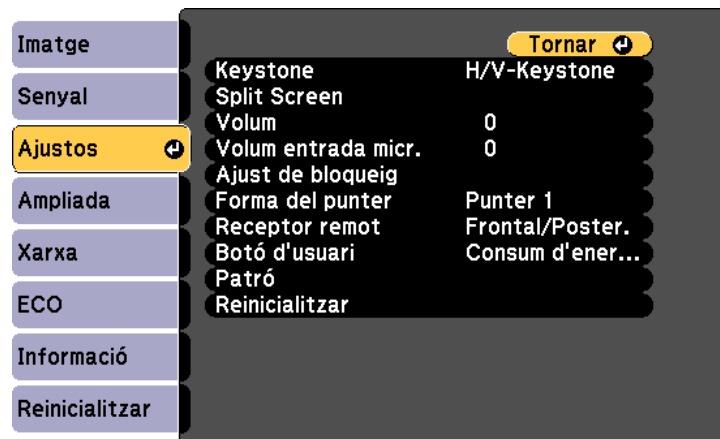 Imatge
Senyal
Ajustos
Ampliada
Xarxa
ECO
Informació
Reinicialitzar
Tornar
Keystone H/V-Keystone
Split Screen
Volum 0
Volum entrada micr. 0
Ajust de bloqueig
Forma del punter Punter 1
Receptor remot Frontal/Poster.
Botó d'usuari Consum d'ener...
Patró
Reinicialitzar